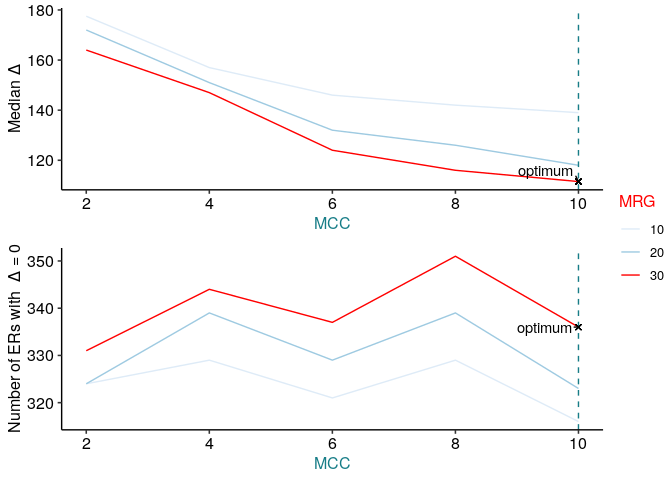 180
160
140
120
Median Δ
optimum
2 4 6 8 10
MCC
MRG
10
20
30
350
340
330
320
Number of ERs with Δ = 0
optimum
2 4 6 8 10
MCC